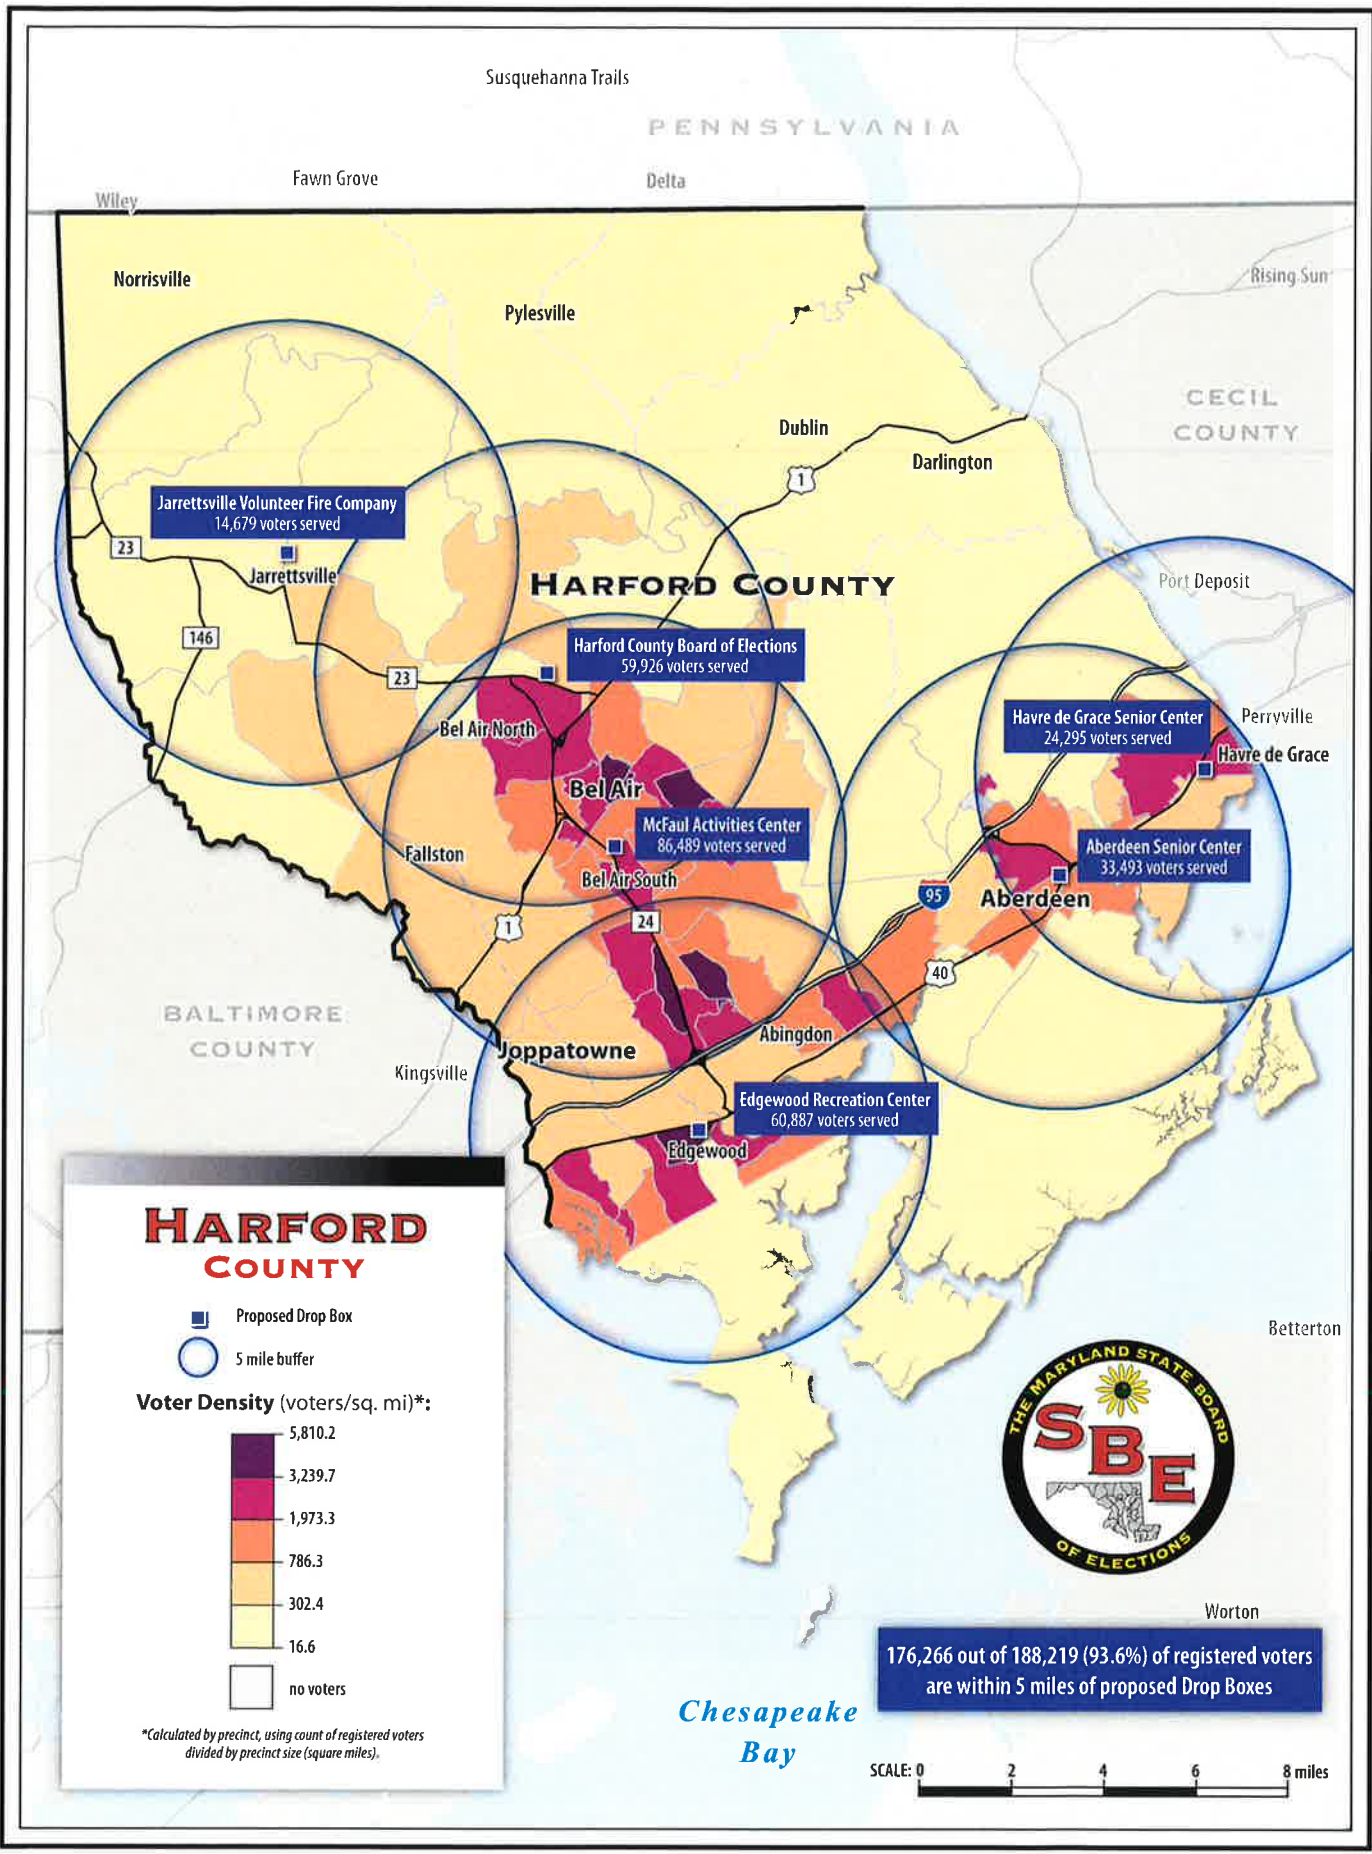 Susquehanna Trails
PENNSYLVANIA
Fawn Grove
Delta
Wiley
Norrisville
Rising Sun
Pylesville
CECIL
COUNTY
Dublin
Darlington
1
Jarrettsville Volunteer Fire Company
14,679 voters served
23
Jarrettsville
HARFORD COUNTY
Port Deposit
146
Harford County Board of Elections
59,926 voters served
23
Bel Air North
Havre de Grace Senior Center
24,295 voters served
Perryville
Havre de Grace
Bel Air
McFaul Activities Center
86,489 voters served
Fallston
Bel Air South
Aberdeen Senior Center
33,493 voters served
95
Aberdeen
1
24
40
BALTIMORE
COUNTY
Abingdon
Joppatowne
Kingsville
Edgewood Recreation Center
60,887 voters served
Edgewood
HARFORD
COUNTY
Proposed Drop Box
5 mile buffer
Voter Density (voters/sq. mi)*:
5,810.2
3,239.7
1,973.3
786.3
302.4
16.6
no voters
*Calculated by precinct, using count of registered voters
divided by precinct size (square miles).
Betterton
THE MARYLAND STATE BOARD
SBE
OF ELECTIONS
Worton
176,266 out of 188,219 (93.6%) of registered voters
are within 5 miles of proposed Drop Boxes
Chesapeake
Bay
SCALE: 0 2 4 6 8 miles